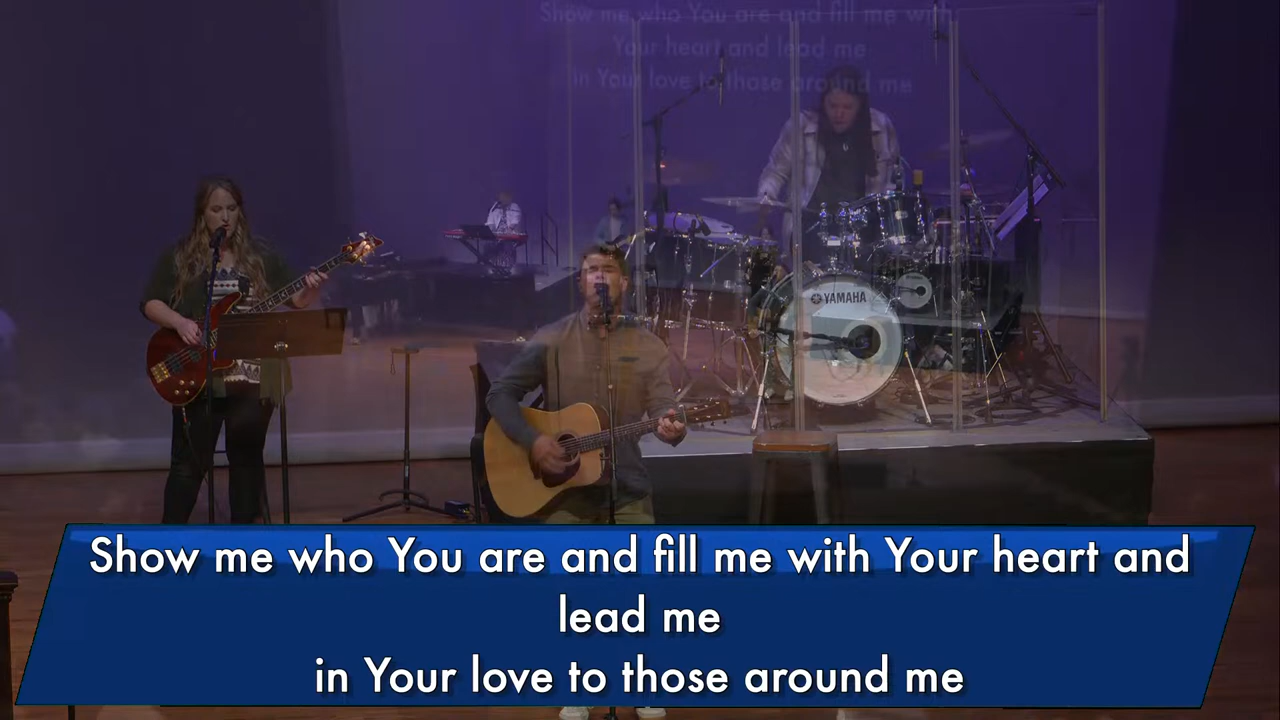 Show me who You are and fill me with
Your heart and lead me
in Your love to those around me
YAMAHA
Show me who You are and fill me with Your heart and
lead me
in Your love to those around me